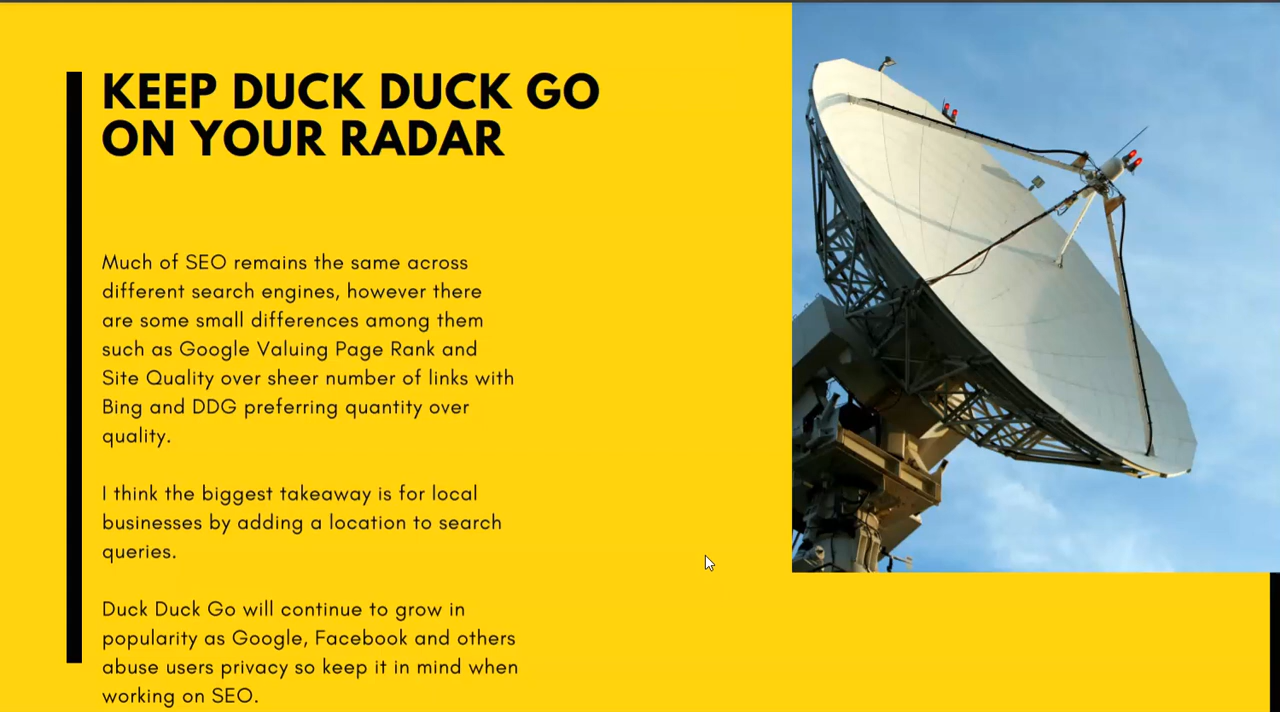 KEEP DUCK DUCK GO
ON YOUR RADAR
Much of SEO remains the same across
different search engines, however there
are some small differences among them
such as Google Valuing Page Rank and
Site Quality over sheer number of links with
Bing and DDG preferring quantity over
quality.
I think the biggest takeaway is for local
businesses by adding a location to search
queries.
Duck Duck Go will continue to grow in
popularity as Google, Facebook and others
abuse users privacy so keep it in mind when
working on SEO.